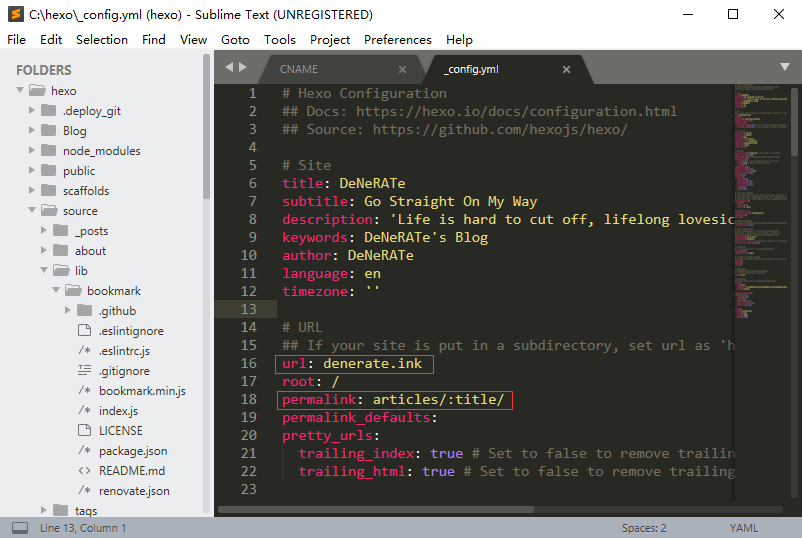 C:\hexo\_config.yml (hexo) - Sublime Text (UNREGISTERED)
File Edit Selection Find View Goto Tools Project Preferences Help
FOLDERS
hexo
.deploy_git
Blog
node_modules
public
scaffolds
source
_posts
about
lib
bookmark
.github
.eslintignore
/* .eslintrc.js
.gitignore
/* bookmark.min.js
/* index.js
LICENSE
/* package.json
<> README.md
/* renovate.json
tags
CNAME × _config.yml ×
1 # Hexo Configuration
2 ## Docs: https://hexo.io/docs/configuration.html
3 ## Source: https://github.com/hexojs/hexo/
4
5 # Site
6 title: DeNeRATe
7 subtitle: Go Straight On My Way
8 description: 'Life is hard to cut off, lifelong lovesic
9 keywords: DeNeRATe's Blog
10 author: DeNeRATe
11 language: en
12 timezone: ''
13
14 # URL
15 ## If your site is put in a subdirectory, set url as 'h
16 url: denerate.ink
17 root: /
18 permalink: articles/:title/
19 permalink_defaults:
20 pretty_urls:
21 trailing_index: true # Set to false to remove trailin
22 trailing_html: true # Set to false to remove trailing
23
Line 13, Column 1 Spaces: 2 YAML